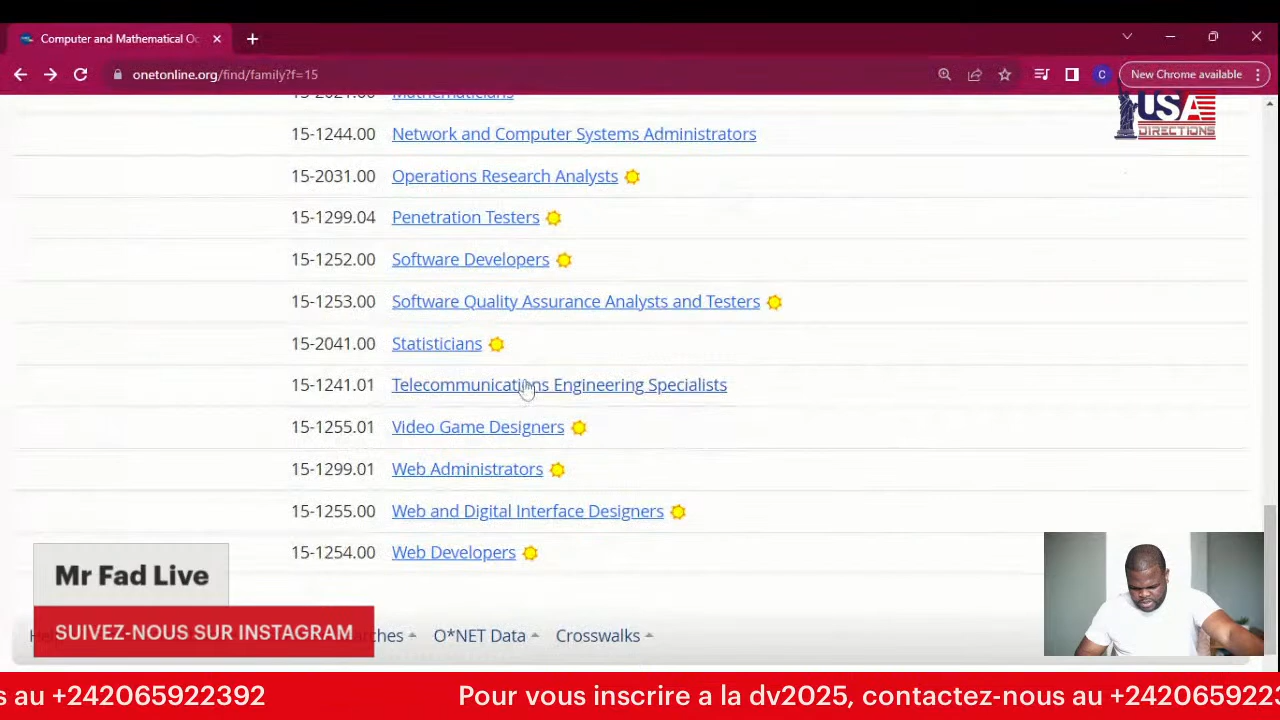 Computer and Mathematical Oc
onetonline.org/find/family?f=15
New Chrome available
C
USA
DIRECTIONS
15-2021.00 Mathematicians
15-1244.00 Network and Computer Systems Administrators
15-2031.00 Operations Research Analysts
15-1299.04 Penetration Testers
15-1252.00 Software Developers
15-1253.00 Software Quality Assurance Analysts and Testers
15-2041.00 Statisticians
15-1241.01 Telecommunications Engineering Specialists
15-1255.01 Video Game Designers
15-1299.01 Web Administrators
15-1255.00 Web and Digital Interface Designers
15-1254.00 Web Developers
Mr Fad Live
SUIVEZ-NOUS SUR INSTAGRAM
O*NET Data
Crosswalks
s au +242065922392 Pour vous inscrire a la dv2025, contactez-nous au +24206592239